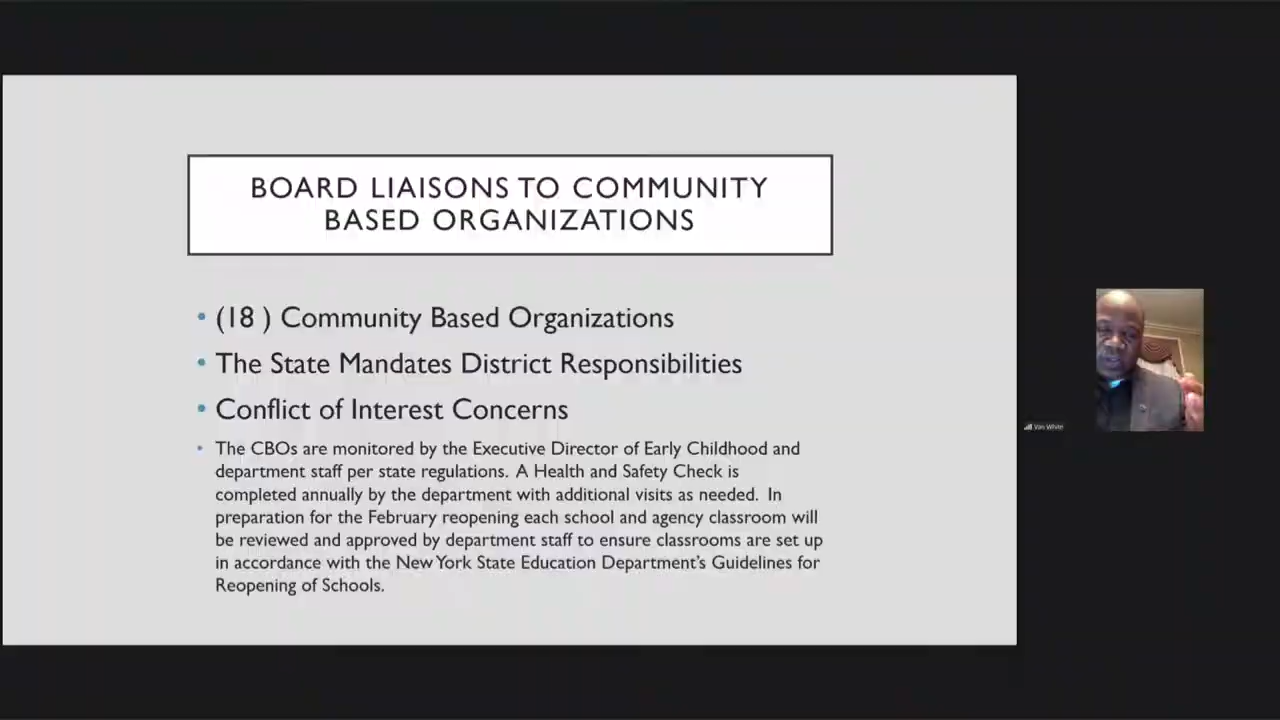 BOARD LIAISONS TO COMMUNITY
BASED ORGANIZATIONS
• (18 ) Community Based Organizations
• The State Mandates District Responsibilities
• Conflict of Interest Concerns
• The CBOs are monitored by the Executive Director of Early Childhood and
department staff per state regulations. A Health and Safety Check is
completed annually by the department with additional visits as needed. In
preparation for the February reopening each school and agency classroom will
be reviewed and approved by department staff to ensure classrooms are set up
in accordance with the New York State Education Department's Guidelines for
Reopening of Schools.
Van White